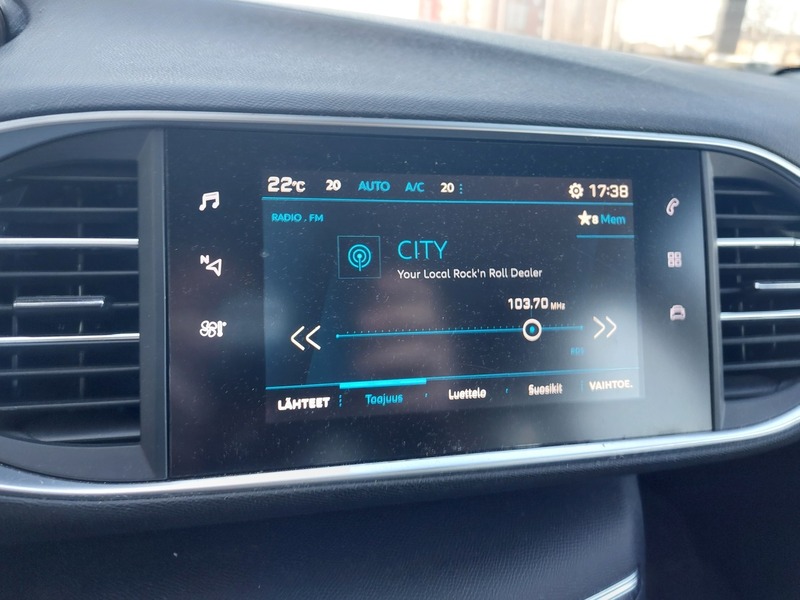 22°C 20 AUTO A/C 20 17:38
RADIO . FM 8 Mem
CITY
Your Local Rock'n Roll Dealer
103,70 MHz
N
LÄHTEET Taajuus Luettelo Suosikit VAIHTOE.